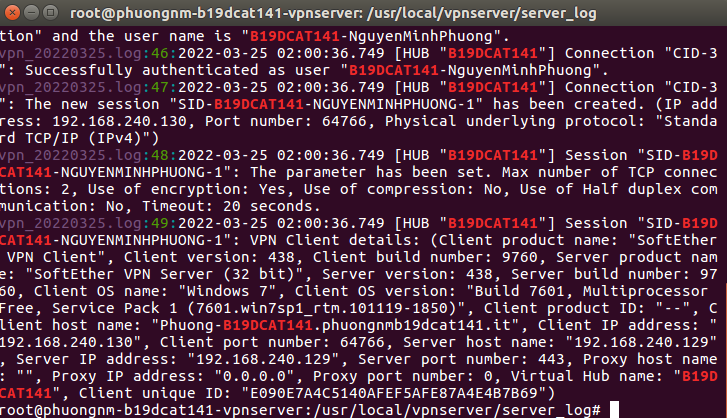 root@phuongnm-b19dcat141-vpnserver: /usr/local/vpnserver/server_log
tion" and the user name is "B19DCAT141-NguyenMinhPhuong".
vpn_20220325.log:46:2022-03-25 02:00:36.749 [HUB "B19DCAT141"] Connection "CID-3
": Successfully authenticated as user "B19DCAT141-NguyenMinhPhuong".
vpn_20220325.log:47:2022-03-25 02:00:36.749 [HUB "B19DCAT141"] Connection "CID-3
": The new session "SID-B19DCAT141-NGUYENMINHPHUONG-1" has been created. (IP add
ress: 192.168.240.130, Port number: 64766, Physical underlying protocol: "Standa
rd TCP/IP (IPv4)")
vpn_20220325.log:48:2022-03-25 02:00:36.749 [HUB "B19DCAT141"] Session "SID-B19D
CAT141-NGUYENMINHPHUONG-1": The parameter has been set. Max number of TCP connec
tions: 2, Use of encryption: Yes, Use of compression: No, Use of Half duplex com
munication: No, Timeout: 20 seconds.
vpn_20220325.log:49:2022-03-25 02:00:36.749 [HUB "B19DCAT141"] Session "SID-B19D
CAT141-NGUYENMINHPHUONG-1": VPN Client details: (Client product name: "SoftEther
 VPN Client", Client version: 438, Client build number: 9760, Server product nam
e: "SoftEther VPN Server (32 bit)", Server version: 438, Server build number: 97
60, Client OS name: "Windows 7", Client OS version: "Build 7601, Multiprocessor
Free, Service Pack 1 (7601.win7sp1_rtm.101119-1850)", Client product ID: "--", C
lient host name: "Phuong-B19DCAT141.phuongnmb19dcat141.it", Client IP address: "
192.168.240.130", Client port number: 64766, Server host name: "192.168.240.129"
, Server IP address: "192.168.240.129", Server port number: 443, Proxy host name
: "", Proxy IP address: "0.0.0.0", Proxy port number: 0, Virtual Hub name: "B19D
CAT141", Client unique ID: "E090E7A4C5140AFEF5AFE87A4E4B7B69")
root@phuongnm-b19dcat141-vpnserver:/usr/local/vpnserver/server_log#